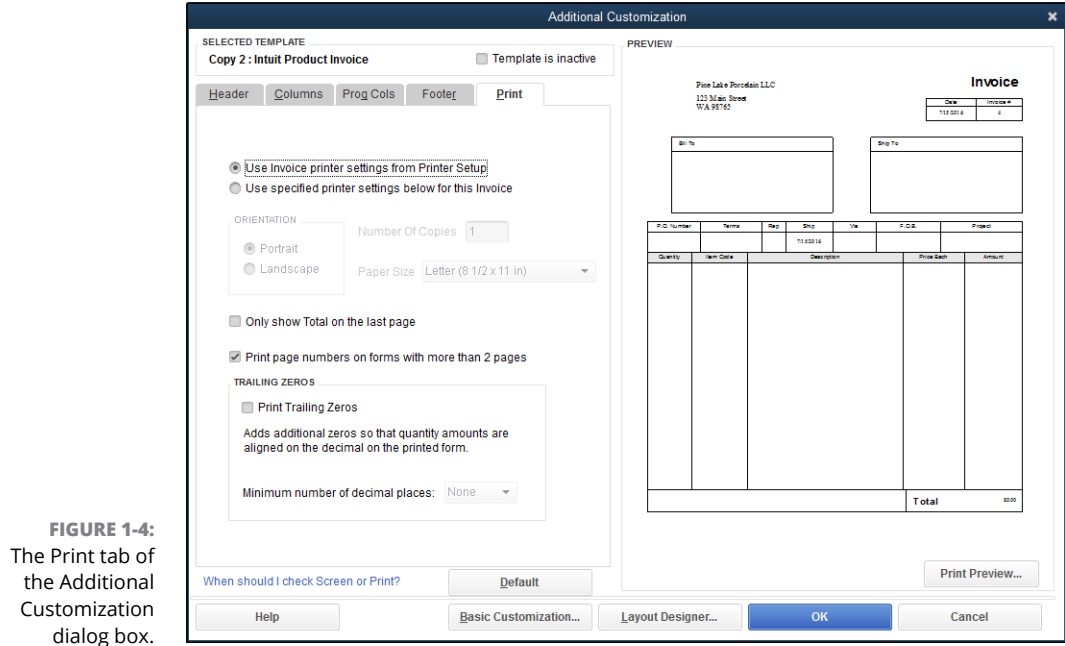 Additional Customization
SELECTED TEMPLATE
Copy 2 : Intuit Product Invoice
Template is inactive
Header
Columns
Prog Cols
Footer
Print
Use Invoice printer settings from Printer Setup
Use specified printer settings below for this Invoice
ORIENTATION
Portrait
Landscape
Number Of Copies 1
Paper Size Letter (8 1/2 x 11 in)
Only show Total on the last page
Print page numbers on forms with more than 2 pages
TRAILING ZEROS
Print Trailing Zeros
Adds additional zeros so that quantity amounts are
aligned on the decimal on the printed form.
Minimum number of decimal places: None
When should I check Screen or Print?
Default
PREVIEW
Pine Lake Porcelain LLC
123 Main Street
WA 98765
Invoice
Date Invoice #
7/15/2016 4
Bill To
Ship To
P.O. Number Terms Rep Ship Via F.O.B. Project
7/15/2016
Quantity Item Code Description Price Each Amount
Total $0.00
Print Preview...
Help
Basic Customization...
Layout Designer...
OK
Cancel
FIGURE 1-4:
The Print tab of
the Additional
Customization
dialog box.